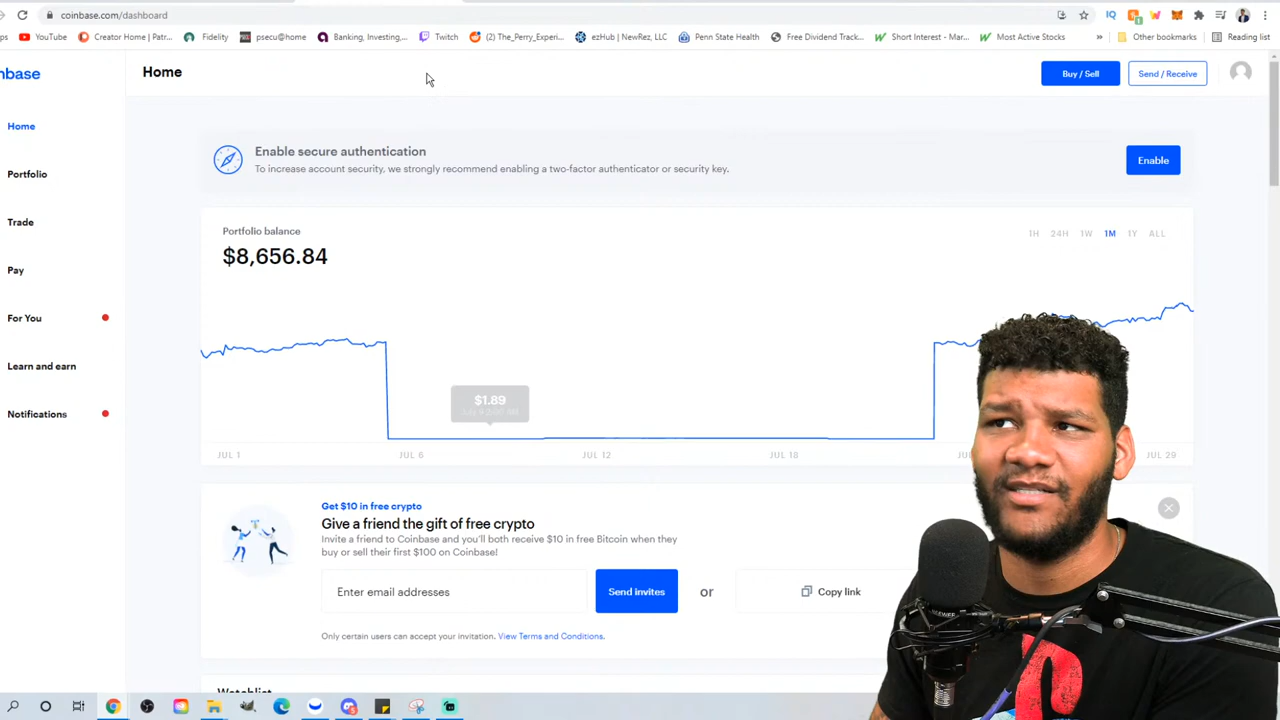 coinbase.com/dashboard
YouTube
Creator Home | Patr...
Fidelity
psecu@home
Banking, Investing,...
Twitch
(2) The_Perry_Experi...
ezHub | NewRez, LLC
Penn State Health
Free Dividend Track...
Short Interest - Mar...
Most Active Stocks
»
Other bookmarks
Reading list
nbase
Home
Buy / Sell
Send / Receive
Home
Portfolio
Trade
Pay
For You
Learn and earn
Notifications
Enable secure authentication
To increase account security, we strongly recommend enabling a two-factor authenticator or security key.
Enable
Portfolio balance
$8,656.84
1H 24H 1W 1M 1Y ALL
$1.89
JUL 1 JUL 6 JUL 12 JUL 18 JUL 29
Get $10 in free crypto
Give a friend the gift of free crypto
Invite a friend to Coinbase and you'll both receive $10 in free Bitcoin when they
buy or sell their first $100 on Coinbase!
Enter email addresses
Send invites
or
Copy link
Only certain users can accept your invitation. View Terms and Conditions.
Watchlist